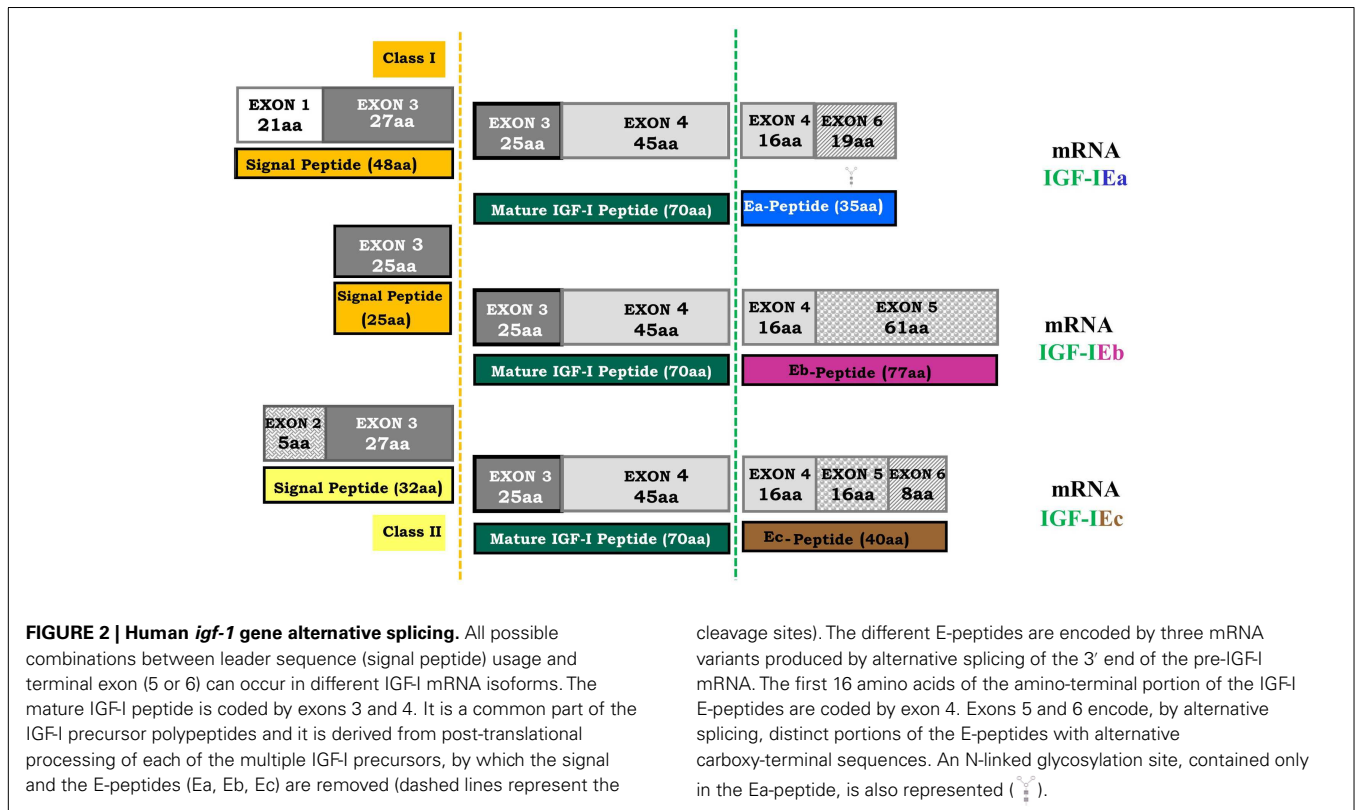 Class I
EXON 1
21aa
EXON 3
27aa
Signal Peptide (48aa)
EXON 3
25aa
EXON 4
45aa
Mature IGF-I Peptide (70aa)
EXON 4
16aa
EXON 6
19aa
Ea-Peptide (35aa)
mRNA
IGF-IEa
EXON 3
25aa
Signal Peptide
(25aa)
EXON 3
25aa
EXON 4
45aa
Mature IGF-I Peptide (70aa)
EXON 4
16aa
EXON 5
61aa
Eb-Peptide (77aa)
mRNA
IGF-IEb
EXON 2
5aa
EXON 3
27aa
Signal Peptide (32aa)
Class II
EXON 3
25aa
EXON 4
45aa
Mature IGF-I Peptide (70aa)
EXON 4
16aa
EXON 5
16aa
EXON 6
8aa
Ec-Peptide (40aa)
mRNA
IGF-IEc
FIGURE 2 | Human igf-1 gene alternative splicing. All possible
combinations between leader sequence (signal peptide) usage and
terminal exon (5 or 6) can occur in different IGF-I mRNA isoforms. The
mature IGF-I peptide is coded by exons 3 and 4. It is a common part of the
IGF-I precursor polypeptides and it is derived from post-translational
processing of each of the multiple IGF-I precursors, by which the signal
and the E-peptides (Ea, Eb, Ec) are removed (dashed lines represent the
cleavage sites). The different E-peptides are encoded by three mRNA
variants produced by alternative splicing of the 3′ end of the pre-IGF-I
mRNA. The first 16 amino acids of the amino-terminal portion of the IGF-I
E-peptides are coded by exon 4. Exons 5 and 6 encode, by alternative
splicing, distinct portions of the E-peptides with alternative
carboxy-terminal sequences. An N-linked glycosylation site, contained only
in the Ea-peptide, is also represented ( ).